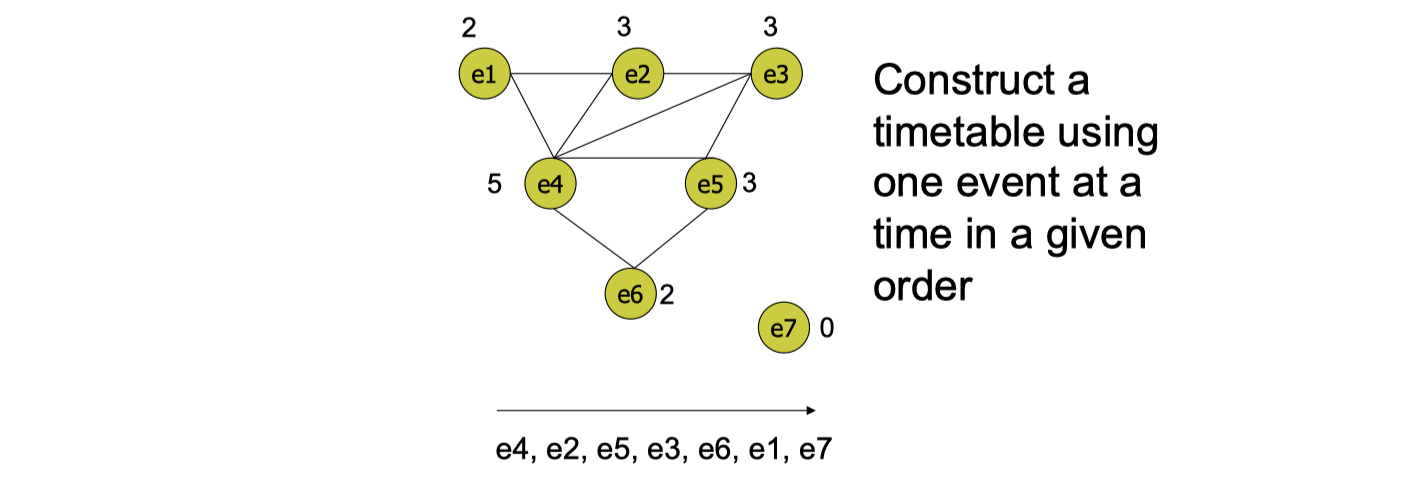 2 3 3
e1 e2 e3
5 e4 e5 3
e6 2
e7 0
e4, e2, e5, e3, e6, e1, e7
Construct a
timetable using
one event at a
time in a given
order